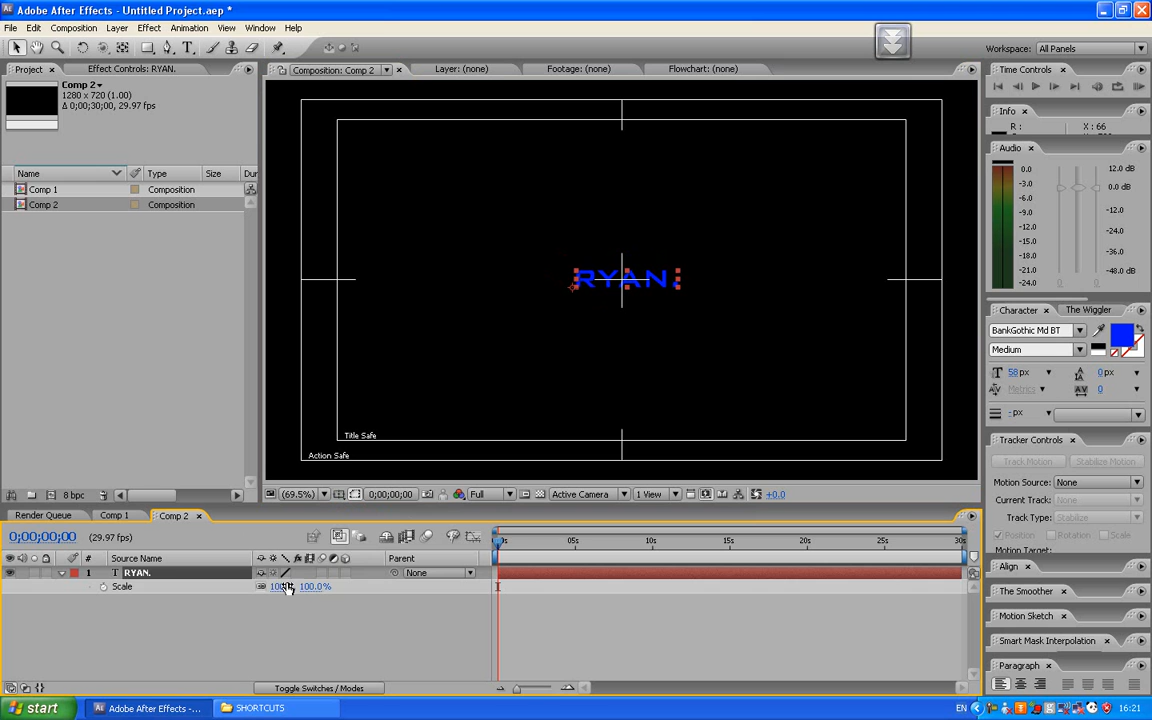 Adobe After Effects - Untitled Project.aep *
File Edit Composition Layer Effect Animation View Window Help
Workspace: All Panels
Project Effect Controls: RYAN.
Composition: Comp 2 Layer: (none) Footage: (none) Flowchart: (none)
Time Controls
Comp 2
1280 x 720 (1.00)
Δ 0;00;30;00, 29.97 fps
Info
R : X : 66
Audio
0.0 12.0 dB
-3.0 0.0 dB
-6.0
-9.0 -12.0
-12.0
-15.0 -24.0
-18.0
-21.0 -36.0
-24.0 -48.0 dB
Name Type Size Dur
Comp 1 Composition
Comp 2 Composition
RYAN.
Title Safe
Action Safe
Character The Wiggler
BankGothic Md BT
Medium
58 px 0 px
Metrics 0
- px
Tracker Controls
Track Motion Stabilize Motion
Motion Source: None
Current Track: None
Track Type: Stabilize
Position Rotation Scale
Motion Target:
Align
The Smoother
Motion Sketch
Smart Mask Interpolation
Paragraph
8 bpc
(69.5%) 0;00;00;00 Full Active Camera 1 View +0.0
Render Queue Comp 1 Comp 2
0;00;00;00 (29.97 fps)
05s 10s 15s 20s 25s 30s
# Source Name Parent
1 T RYAN. None
Scale 100.0%
Toggle Switches / Modes
start Adobe After Effects -... SHORTCUTS EN 16:21